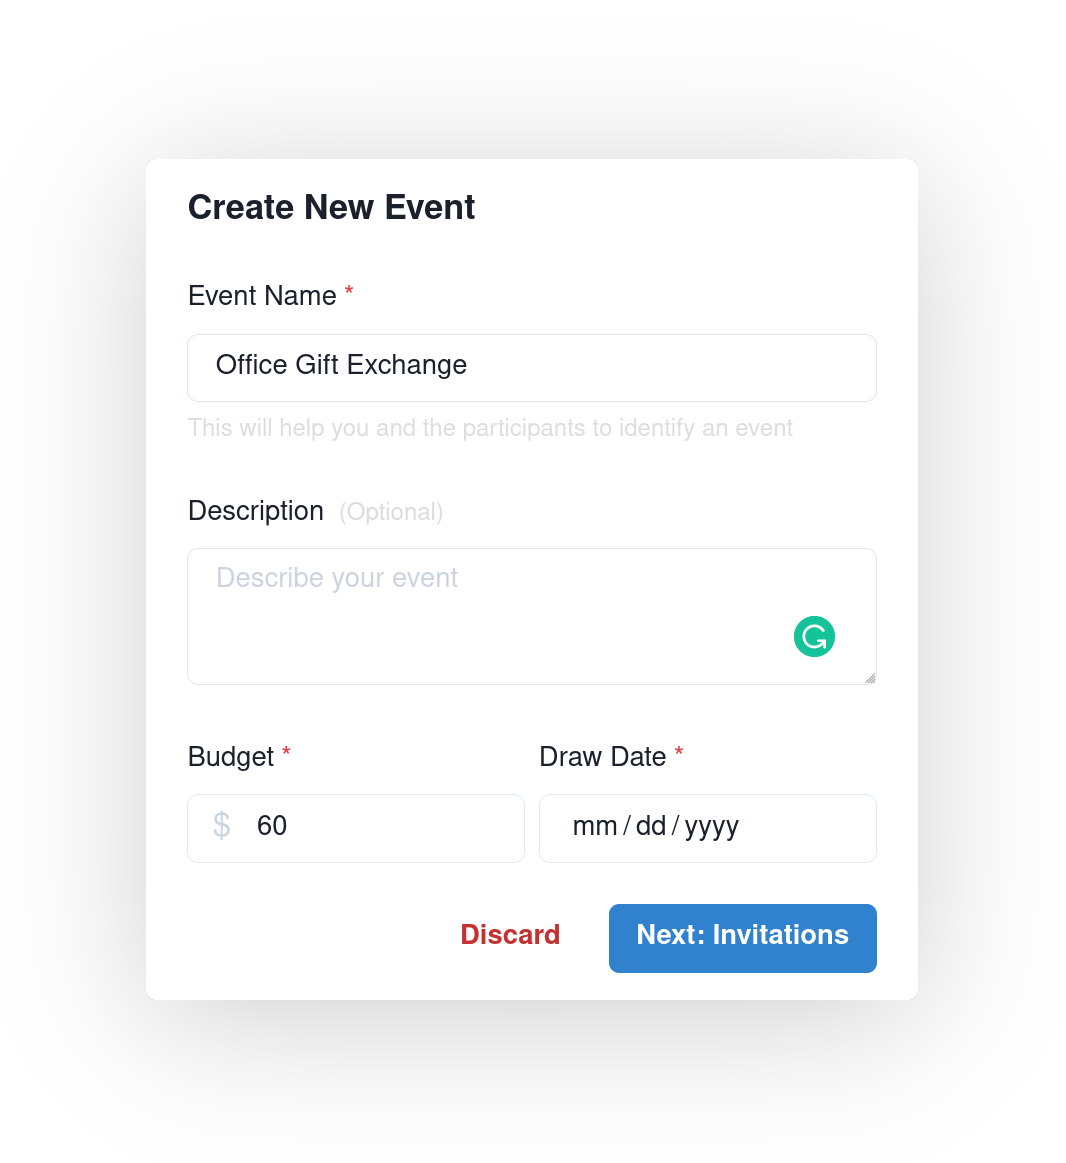 Create New Event
Event Name *
Office Gift Exchange
This will help you and the participants to identify an event
Description (Optional)
Describe your event
Budget * Draw Date *
$ 60 mm/dd/yyyy
Discard Next: Invitations